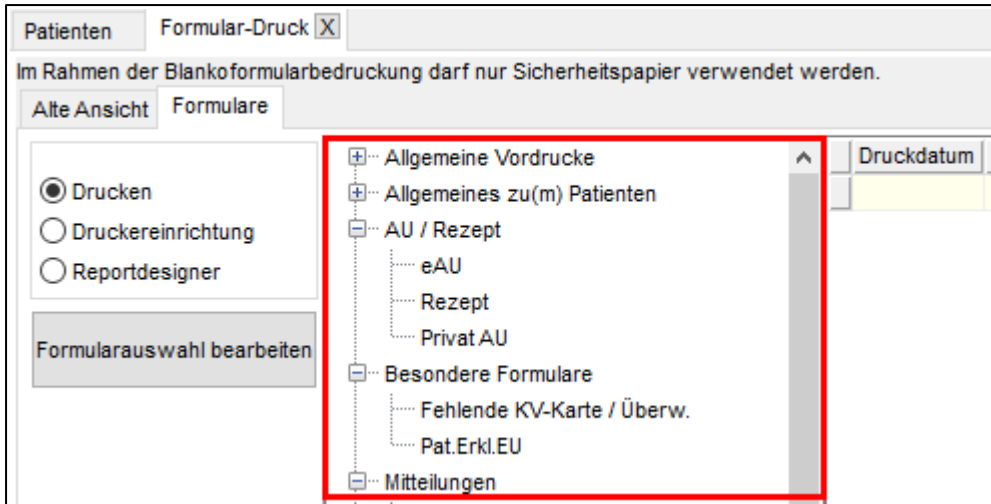 Patienten
Formular-Druck X
Im Rahmen der Blankoformularbedruckung darf nur Sicherheitspapier verwendet werden.
Alte Ansicht
Formulare
Drucken
Druckereinrichtung
Reportdesigner
Formularauswahl bearbeiten
Allgemeine Vordrucke
Allgemeines zu(m) Patienten
AU / Rezept
eAU
Rezept
Privat AU
Besondere Formulare
Fehlende KV-Karte / Überw.
Pat.Erkl.EU
Mitteilungen
Druckdatum